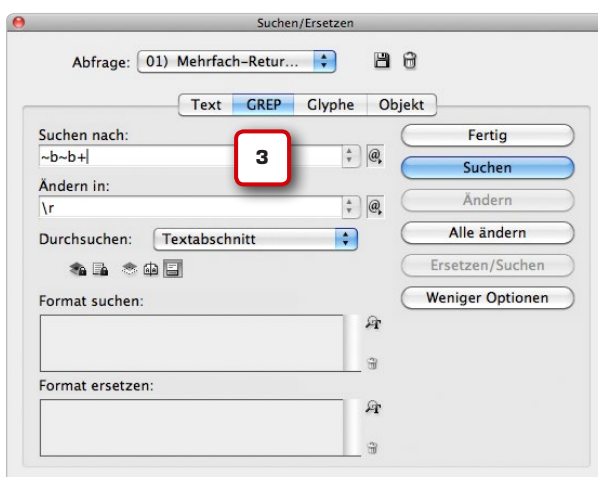 Suchen/Ersetzen
Abfrage: 01) Mehrfach-Retur...
Text GREP Glyphe Objekt
Suchen nach:
~b~b+
3
Ändern in:
\r
Durchsuchen: Textabschnitt
Format suchen:
Format ersetzen:
Fertig
Suchen
Ändern
Alle ändern
Ersetzen/Suchen
Weniger Optionen